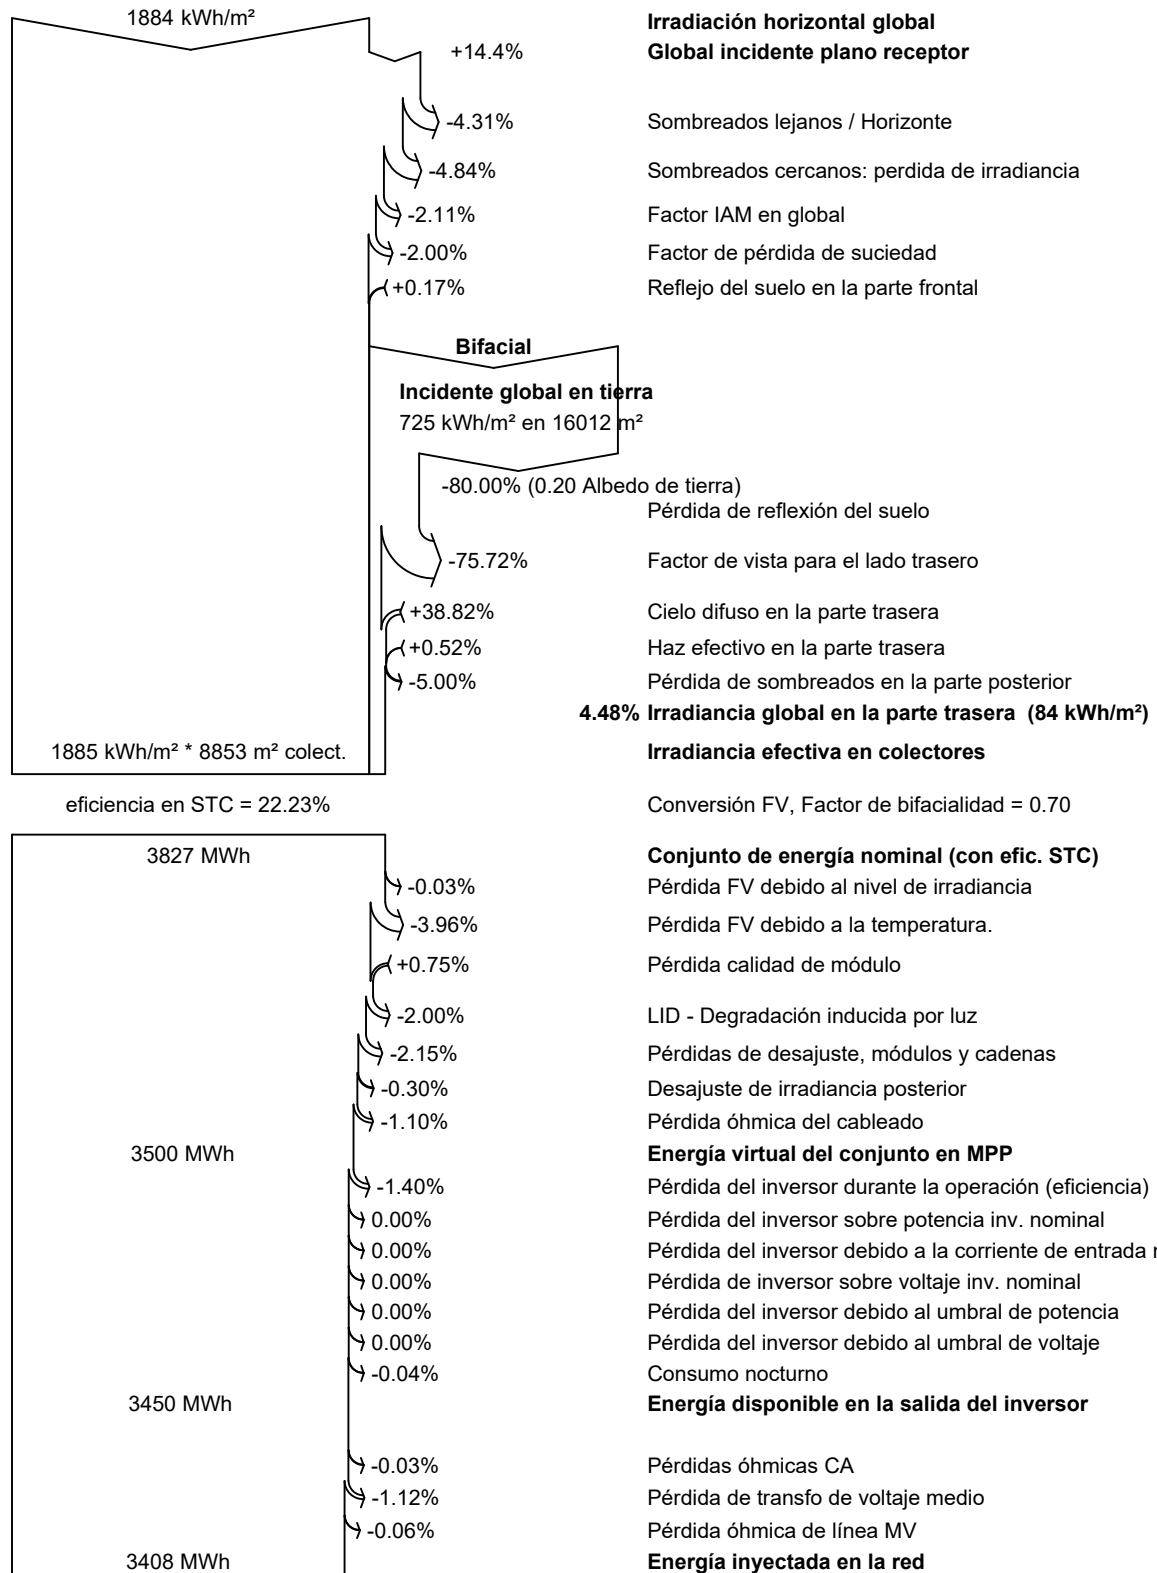 1884 kWh/m² Irradiación horizontal global
+14.4% Global incidente plano receptor
-4.31% Sombreados lejanos / Horizonte
-4.84% Sombreados cercanos: perdida de irradiancia
-2.11% Factor IAM en global
-2.00% Factor de pérdida de suciedad
+0.17% Reflejo del suelo en la parte frontal
Bifacial
Incidente global en tierra
725 kWh/m² en 16012 m²
-80.00% (0.20 Albedo de tierra)
Pérdida de reflexión del suelo
-75.72% Factor de vista para el lado trasero
+38.82% Cielo difuso en la parte trasera
+0.52% Haz efectivo en la parte trasera
-5.00% Pérdida de sombreados en la parte posterior
4.48% Irradiancia global en la parte trasera (84 kWh/m²)
1885 kWh/m² * 8853 m² colect. Irradiancia efectiva en colectores
eficiencia en STC = 22.23% Conversión FV, Factor de bifacialidad = 0.70
3827 MWh Conjunto de energía nominal (con efic. STC)
-0.03% Pérdida FV debido al nivel de irradiancia
-3.96% Pérdida FV debido a la temperatura.
+0.75% Pérdida calidad de módulo
-2.00% LID - Degradación inducida por luz
-2.15% Pérdidas de desajuste, módulos y cadenas
-0.30% Desajuste de irradiancia posterior
-1.10% Pérdida óhmica del cableado
3500 MWh Energía virtual del conjunto en MPP
-1.40% Pérdida del inversor durante la operación (eficiencia)
0.00% Pérdida del inversor sobre potencia inv. nominal
0.00% Pérdida del inversor debido a la corriente de entrada
0.00% Pérdida de inversor sobre voltaje inv. nominal
0.00% Pérdida del inversor debido al umbral de potencia
0.00% Pérdida del inversor debido al umbral de voltaje
-0.04% Consumo nocturno
3450 MWh Energía disponible en la salida del inversor
-0.03% Pérdidas óhmicas CA
-1.12% Pérdida de transfo de voltaje medio
-0.06% Pérdida óhmica de línea MV
3408 MWh Energía inyectada en la red